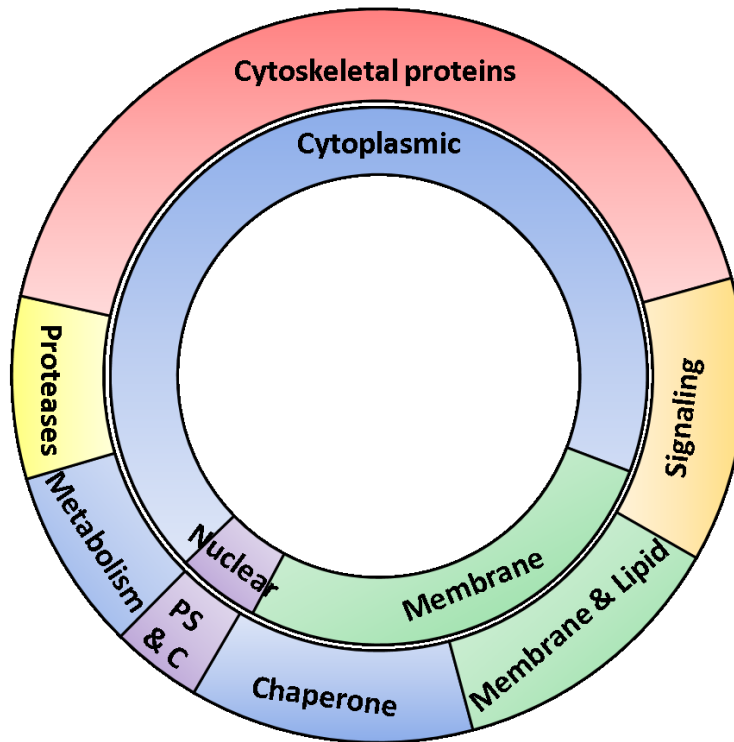 Cytoskeletal proteins
Cytoplasmic
Proteases
Signaling
Metabolism
Nuclear
Membrane
Membrane & Lipid
PS
& C
Chaperone